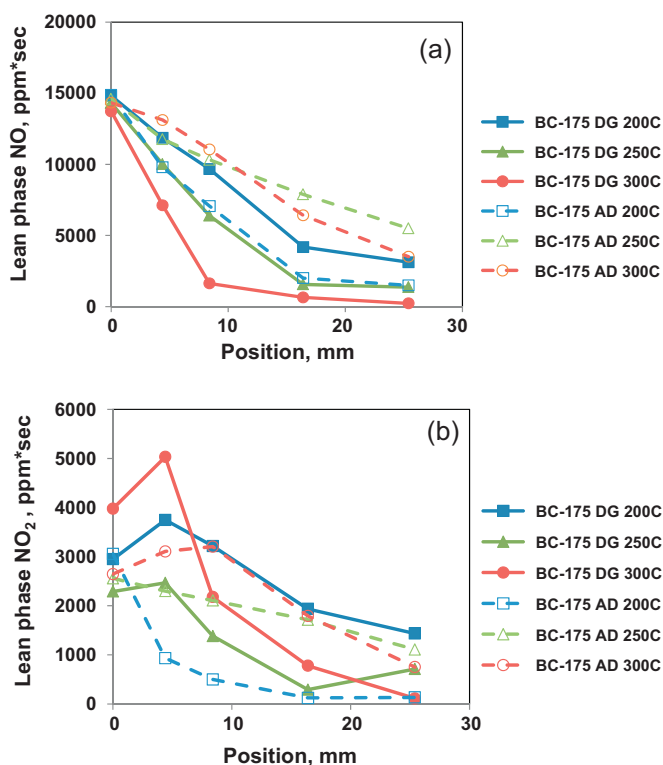 (a)
Lean phase NO, ppm*sec
20000
15000
10000
5000
0
0 10 20 30
Position, mm
BC-175 DG 200C
BC-175 DG 250C
BC-175 DG 300C
BC-175 AD 200C
BC-175 AD 250C
BC-175 AD 300C
(b)
Lean phase NO₂ , ppm*sec
6000
5000
4000
3000
2000
1000
0
0 10 20 30
Position, mm
BC-175 DG 200C
BC-175 DG 250C
BC-175 DG 300C
BC-175 AD 200C
BC-175 AD 250C
BC-175 AD 300C